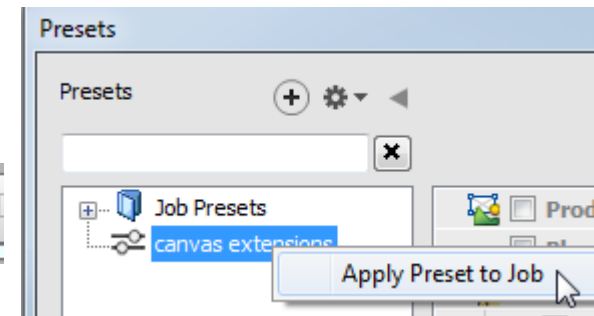 Presets
Presets
Job Presets
canvas extensions
Apply Preset to Job